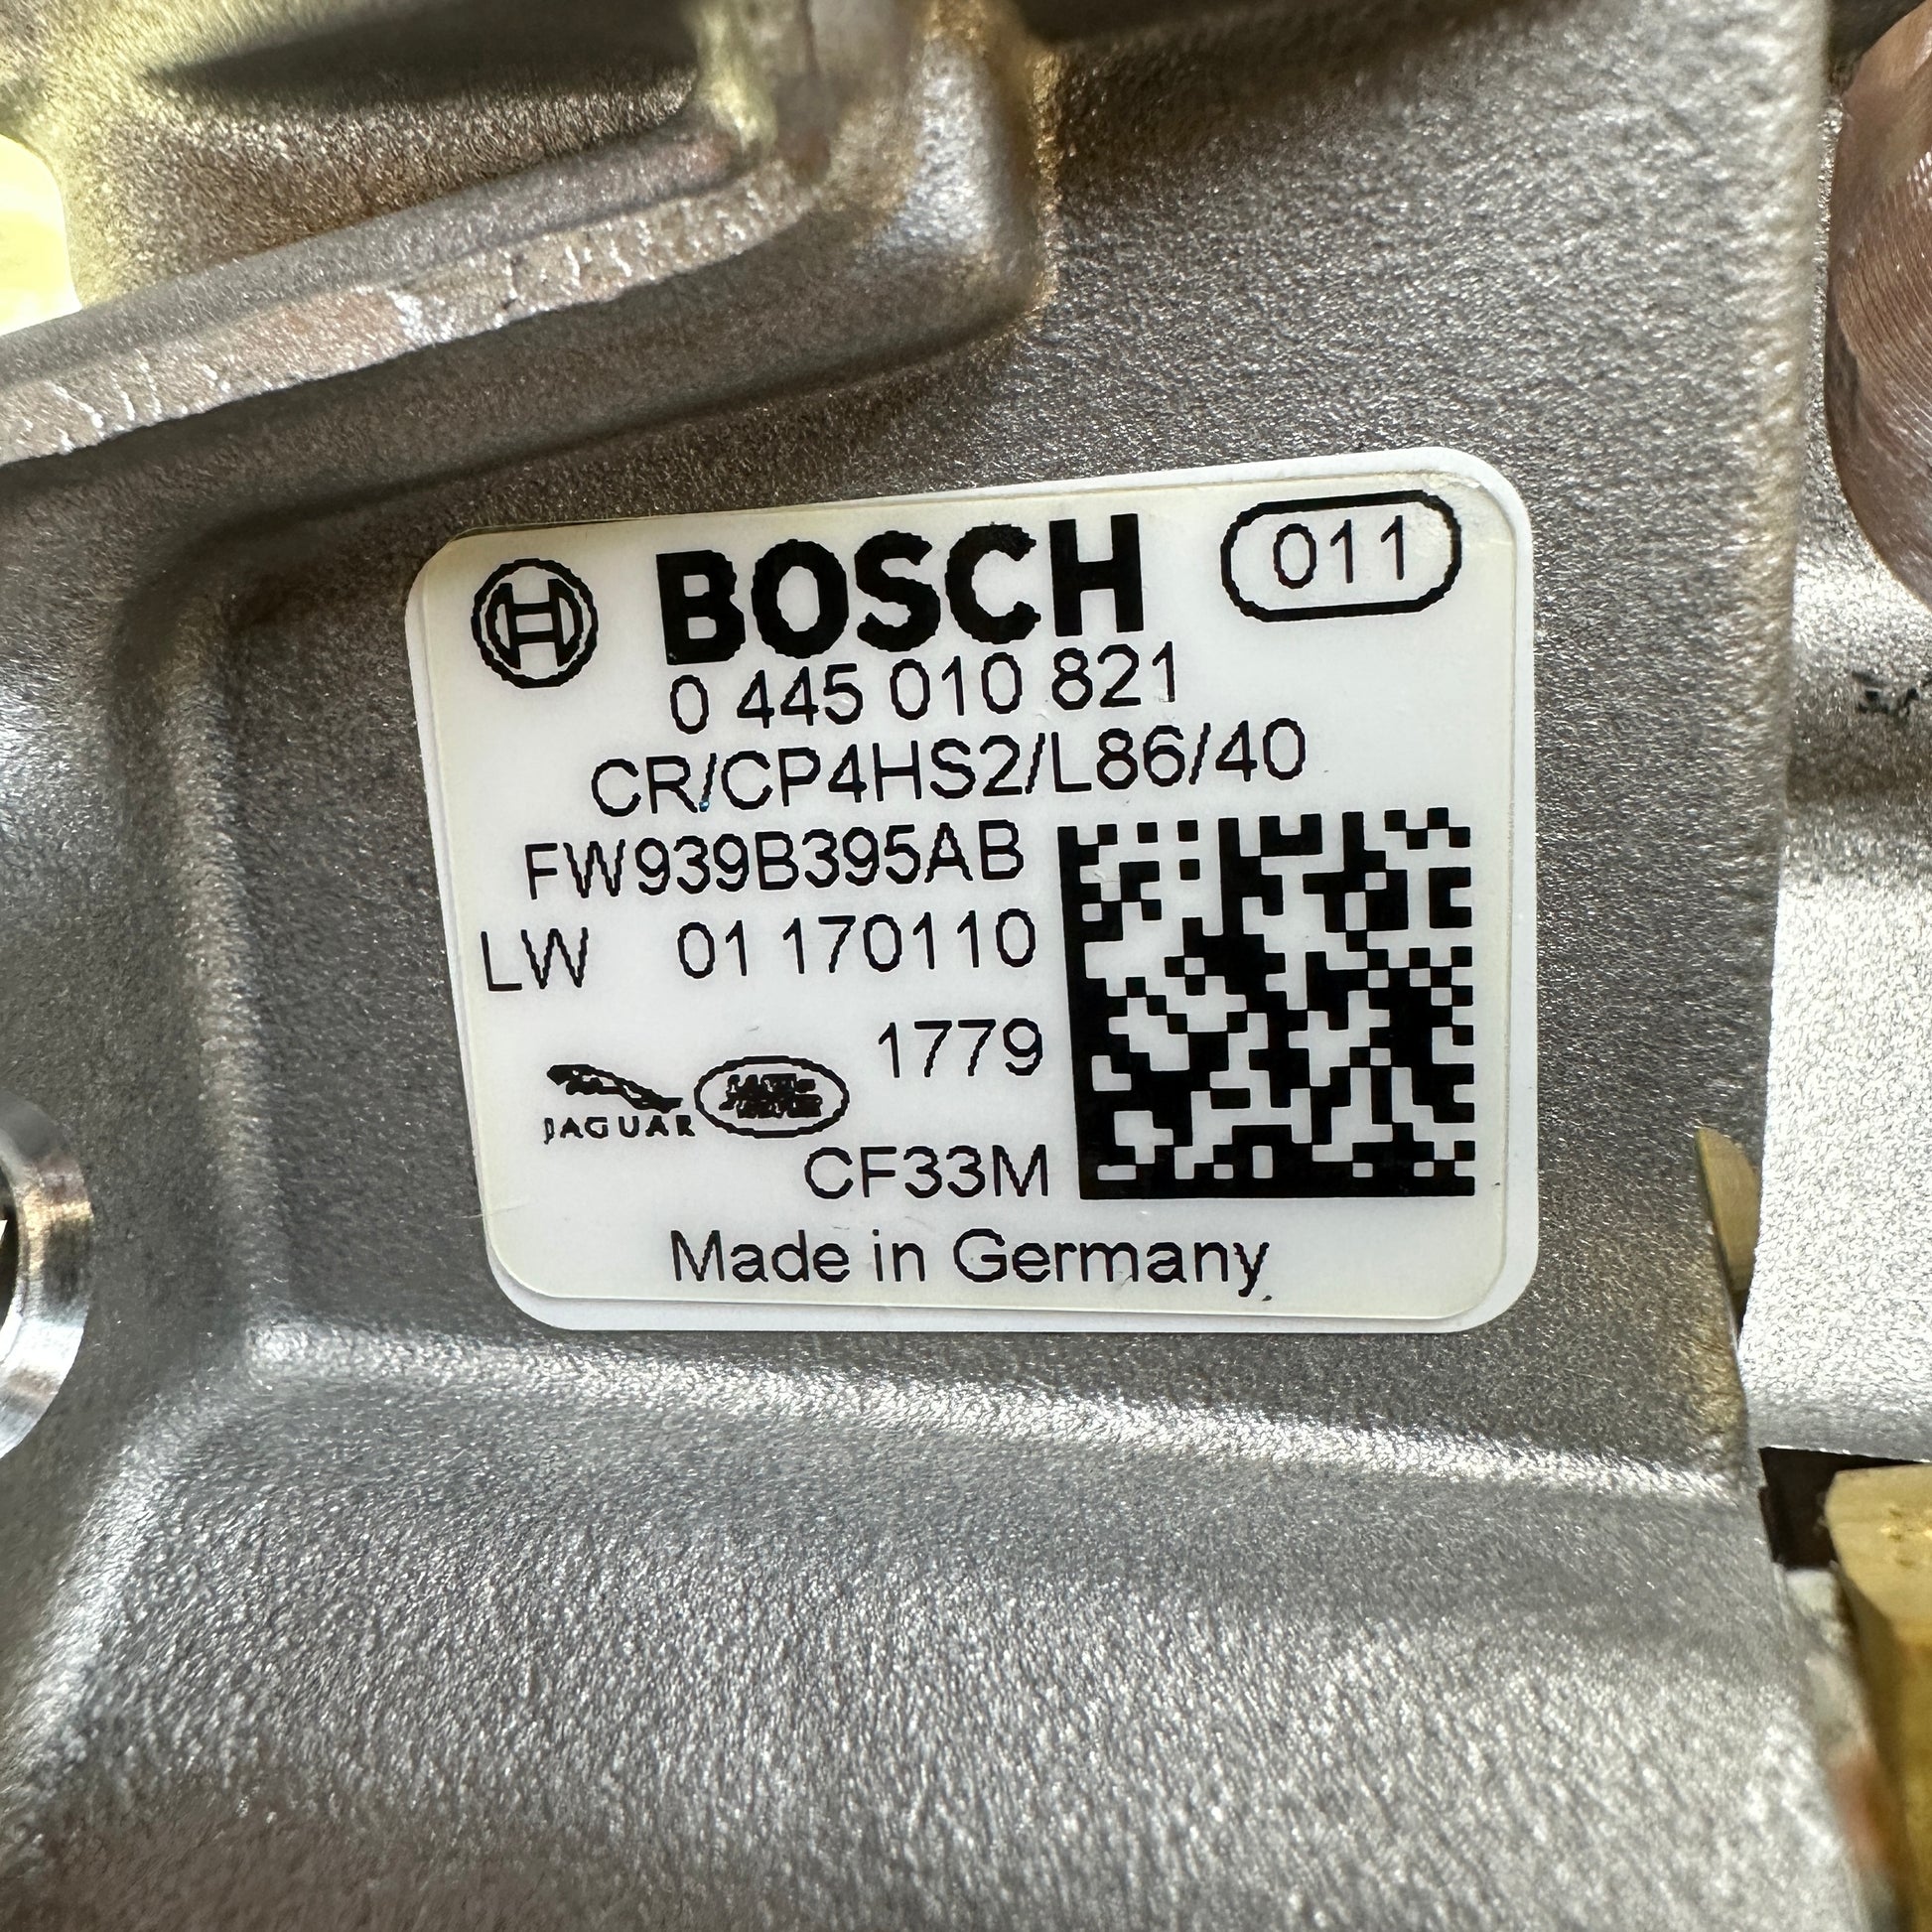 BOSCH 011
0 445 010 821
CR/CP4HS2/L86/40
FW939B395AB
LW 01 170110
1779
JAGUAR
CF33M
Made in Germany